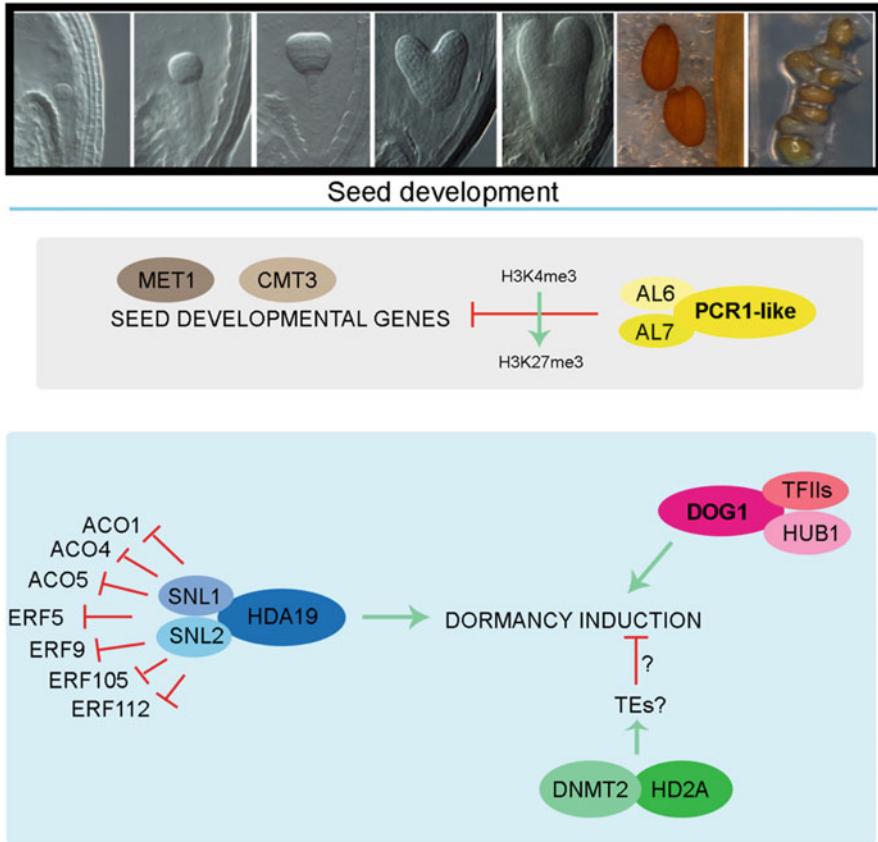 Seed development
MET1
CMT3
SEED DEVELOPMENTAL GENES
H3K4me3
H3K27me3
AL6
AL7
PCR1-like
ACO1
ACO4
ACO5
ERF5
ERF9
ERF105
ERF112
SNL1
SNL2
HDA19
DORMANCY INDUCTION
DOG1
TFIIs
HUB1
?
TEs?
DNMT2
HD2A